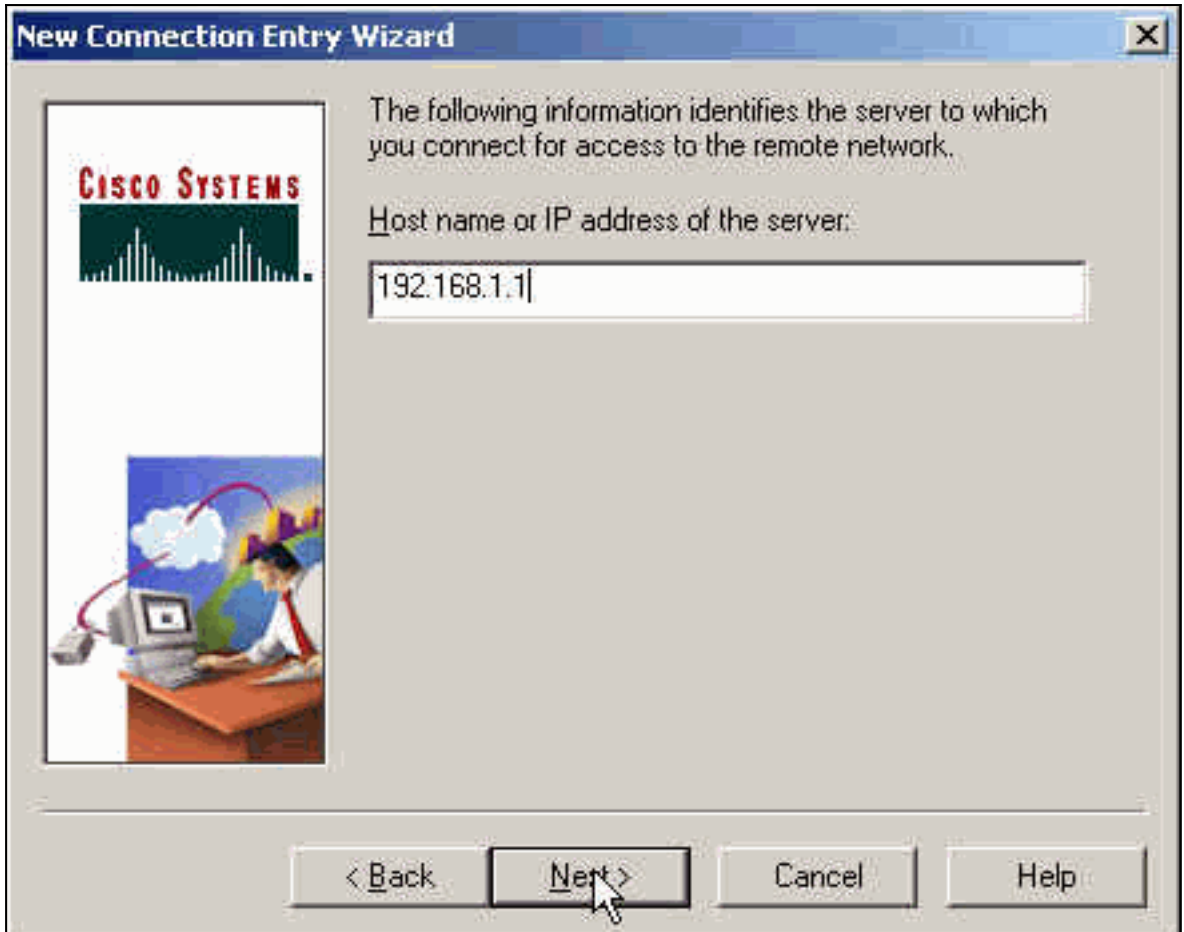 New Connection Entry Wizard
CISCO SYSTEMS
The following information identifies the server to which
you connect for access to the remote network.
Host name or IP address of the server:
192.168.1.1
< Back
Next >
Cancel
Help